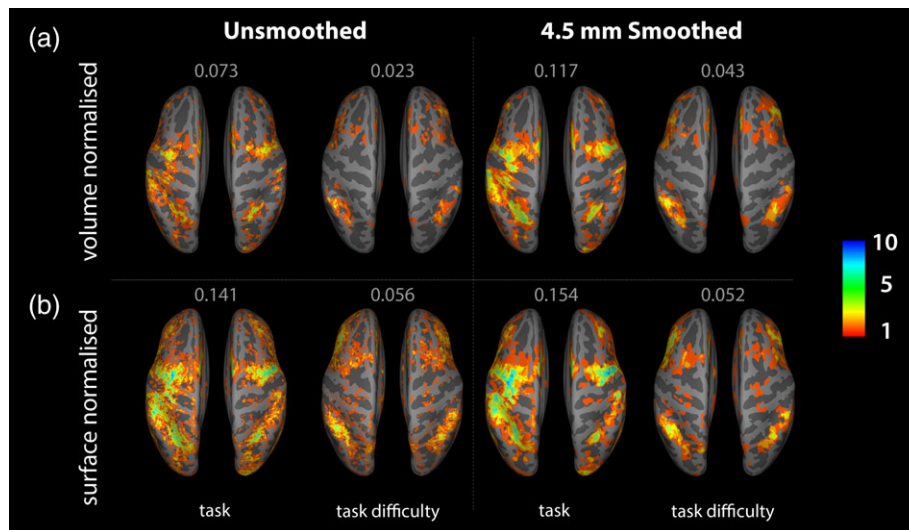 (a)
Unsmoothed
4.5 mm Smoothed
volume normalised
0.073
0.023
0.117
0.043
10
5
1
(b)
surface normalised
0.141
0.056
0.154
0.052
task
task difficulty
task
task difficulty